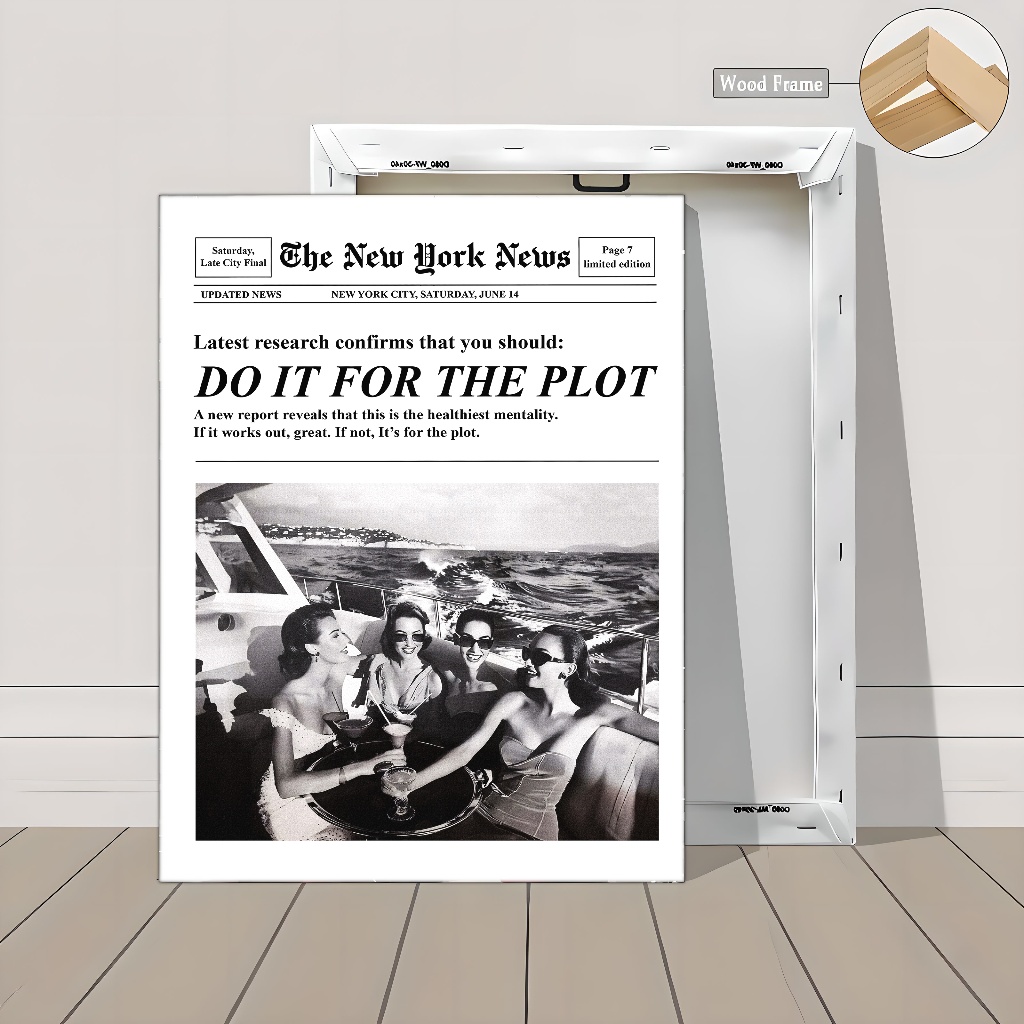 Wood Frame
Saturday,
Late City Final
The New York News
Page 7
limited edition
UPDATED NEWS
NEW YORK CITY, SATURDAY, JUNE 14
Latest research confirms that you should:
DO IT FOR THE PLOT
A new report reveals that this is the healthiest mentality.
If it works out, great. If not, It's for the plot.